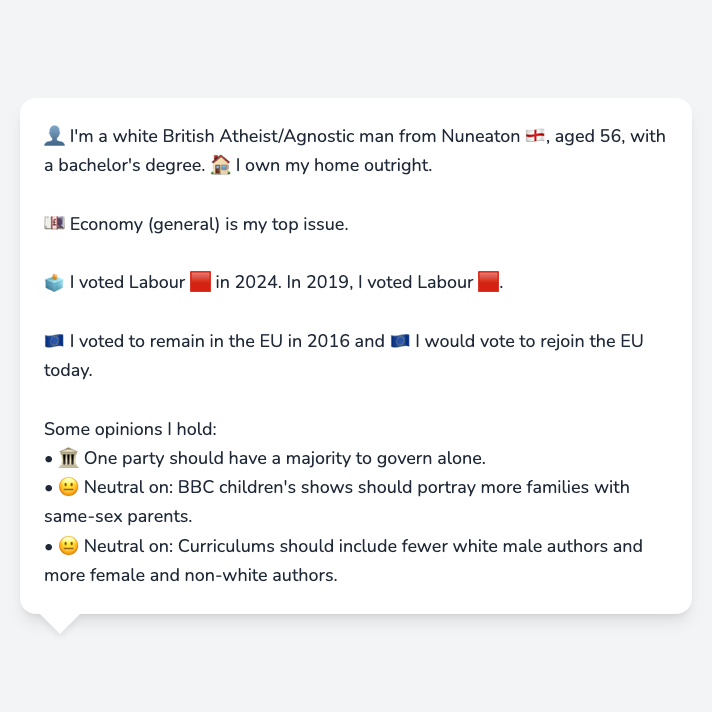 👤 I'm a white British Atheist/Agnostic man from Nuneaton 🏴󠁧󠁢󠁥󠁮󠁧󠁿, aged 56, with
a bachelor's degree. 🏠 I own my home outright.
💷 Economy (general) is my top issue.
🗳️ I voted Labour 🟥 in 2024. In 2019, I voted Labour 🟥.
🇪🇺 I voted to remain in the EU in 2016 and 🇪🇺 I would vote to rejoin the EU
today.
Some opinions I hold:
• 🏛️ One party should have a majority to govern alone.
• 😐 Neutral on: BBC children's shows should portray more families with
same-sex parents.
• 😐 Neutral on: Curriculums should include fewer white male authors and
more female and non-white authors.